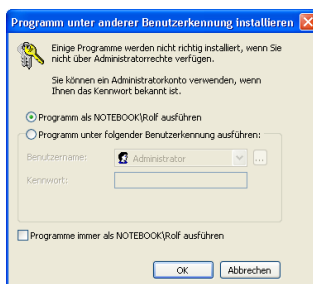 Programm unter anderer Benutzerkennung installieren
Einige Programme werden nicht richtig installiert, wenn Sie
nicht über Administratorrechte verfügen.
Sie können ein Administratorkonto verwenden, wenn
Ihnen das Kennwort bekannt ist.
Programm als NOTEBOOK\Rolf ausführen
Programm unter folgender Benutzerkennung ausführen:
Benutzername: Administrator ...
Kennwort:
Programme immer als NOTEBOOK\Rolf ausführen
OK Abbrechen